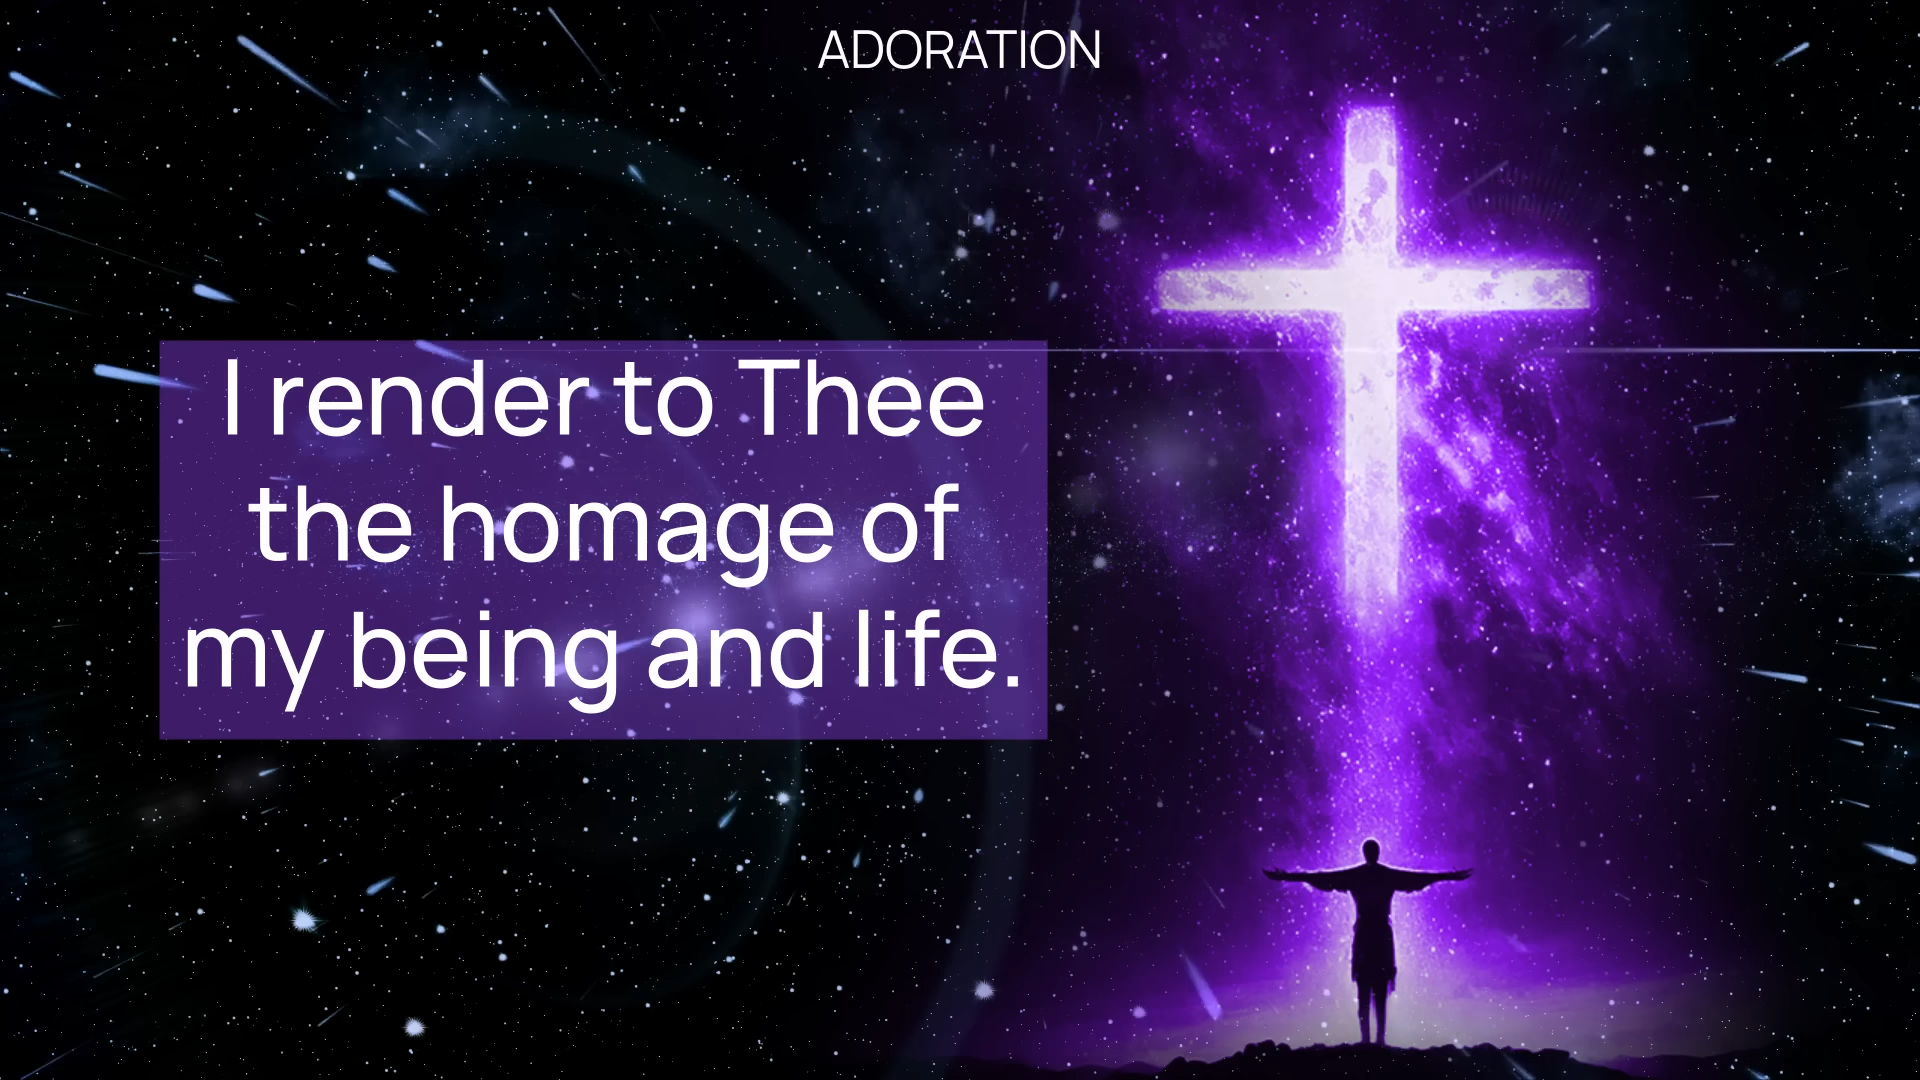 ADORATION
I render to Thee
the homage of
my being and life.